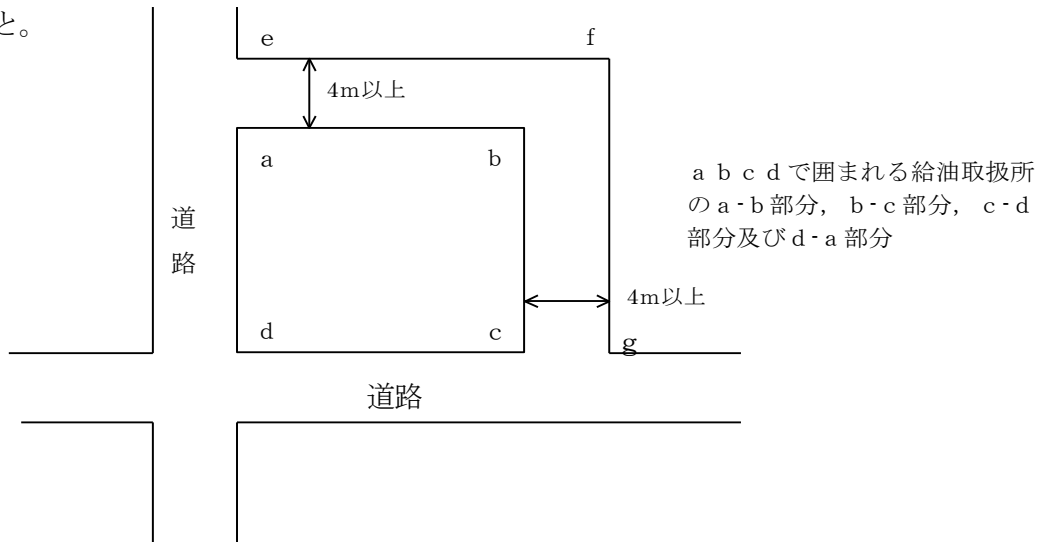 と。
e
f
4m以上
a
b
ａｂｃｄで囲まれる給油取扱所
のａ‐ｂ部分，ｂ‐ｃ部分，ｃ‐ｄ
部分及びｄ‐ａ部分
道
路
4m以上
d
c
g
道路